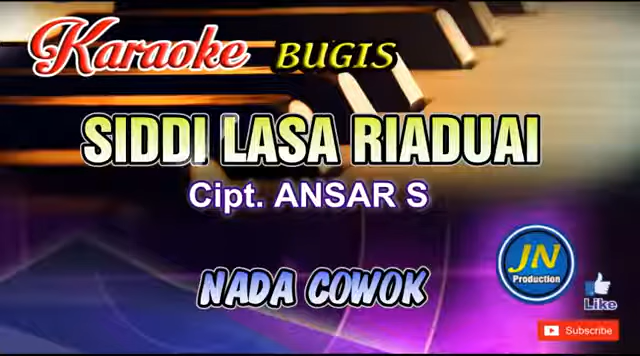 Karaoke BUGIS
SIDDI LASA RIADUAI
Cipt. ANSAR S
NADA COWOK
JN
Production
Like
Subscribe